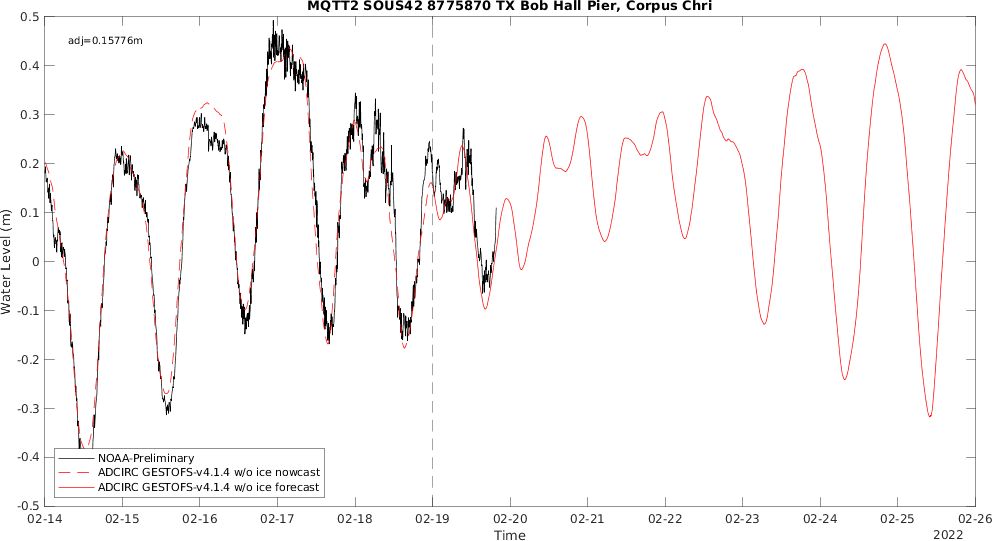 MQTT2 SOUS42 8775870 TX Bob Hall Pier, Corpus Chri
adj=0.15776m
0.5
0.4
0.3
0.2
0.1
0
-0.1
-0.2
-0.3
-0.4
-0.5
Water Level (m)
NOAA-Preliminary
ADCIRC GESTOFS-v4.1.4 w/o ice nowcast
ADCIRC GESTOFS-v4.1.4 w/o ice forecast
02-14 02-15 02-16 02-17 02-18 02-19 02-20 02-21 02-22 02-23 02-24 02-25 02-26
Time
2022